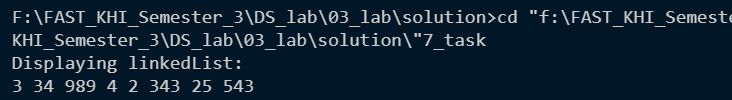 F:\FAST_KHI_Semester_3\DS_lab\03_lab\solution>cd "f:\FAST_KHI_Semeste
KHI_Semester_3\DS_lab\03_lab\solution\"7_task
Displaying linkedList:
3 34 989 4 2 343 25 543